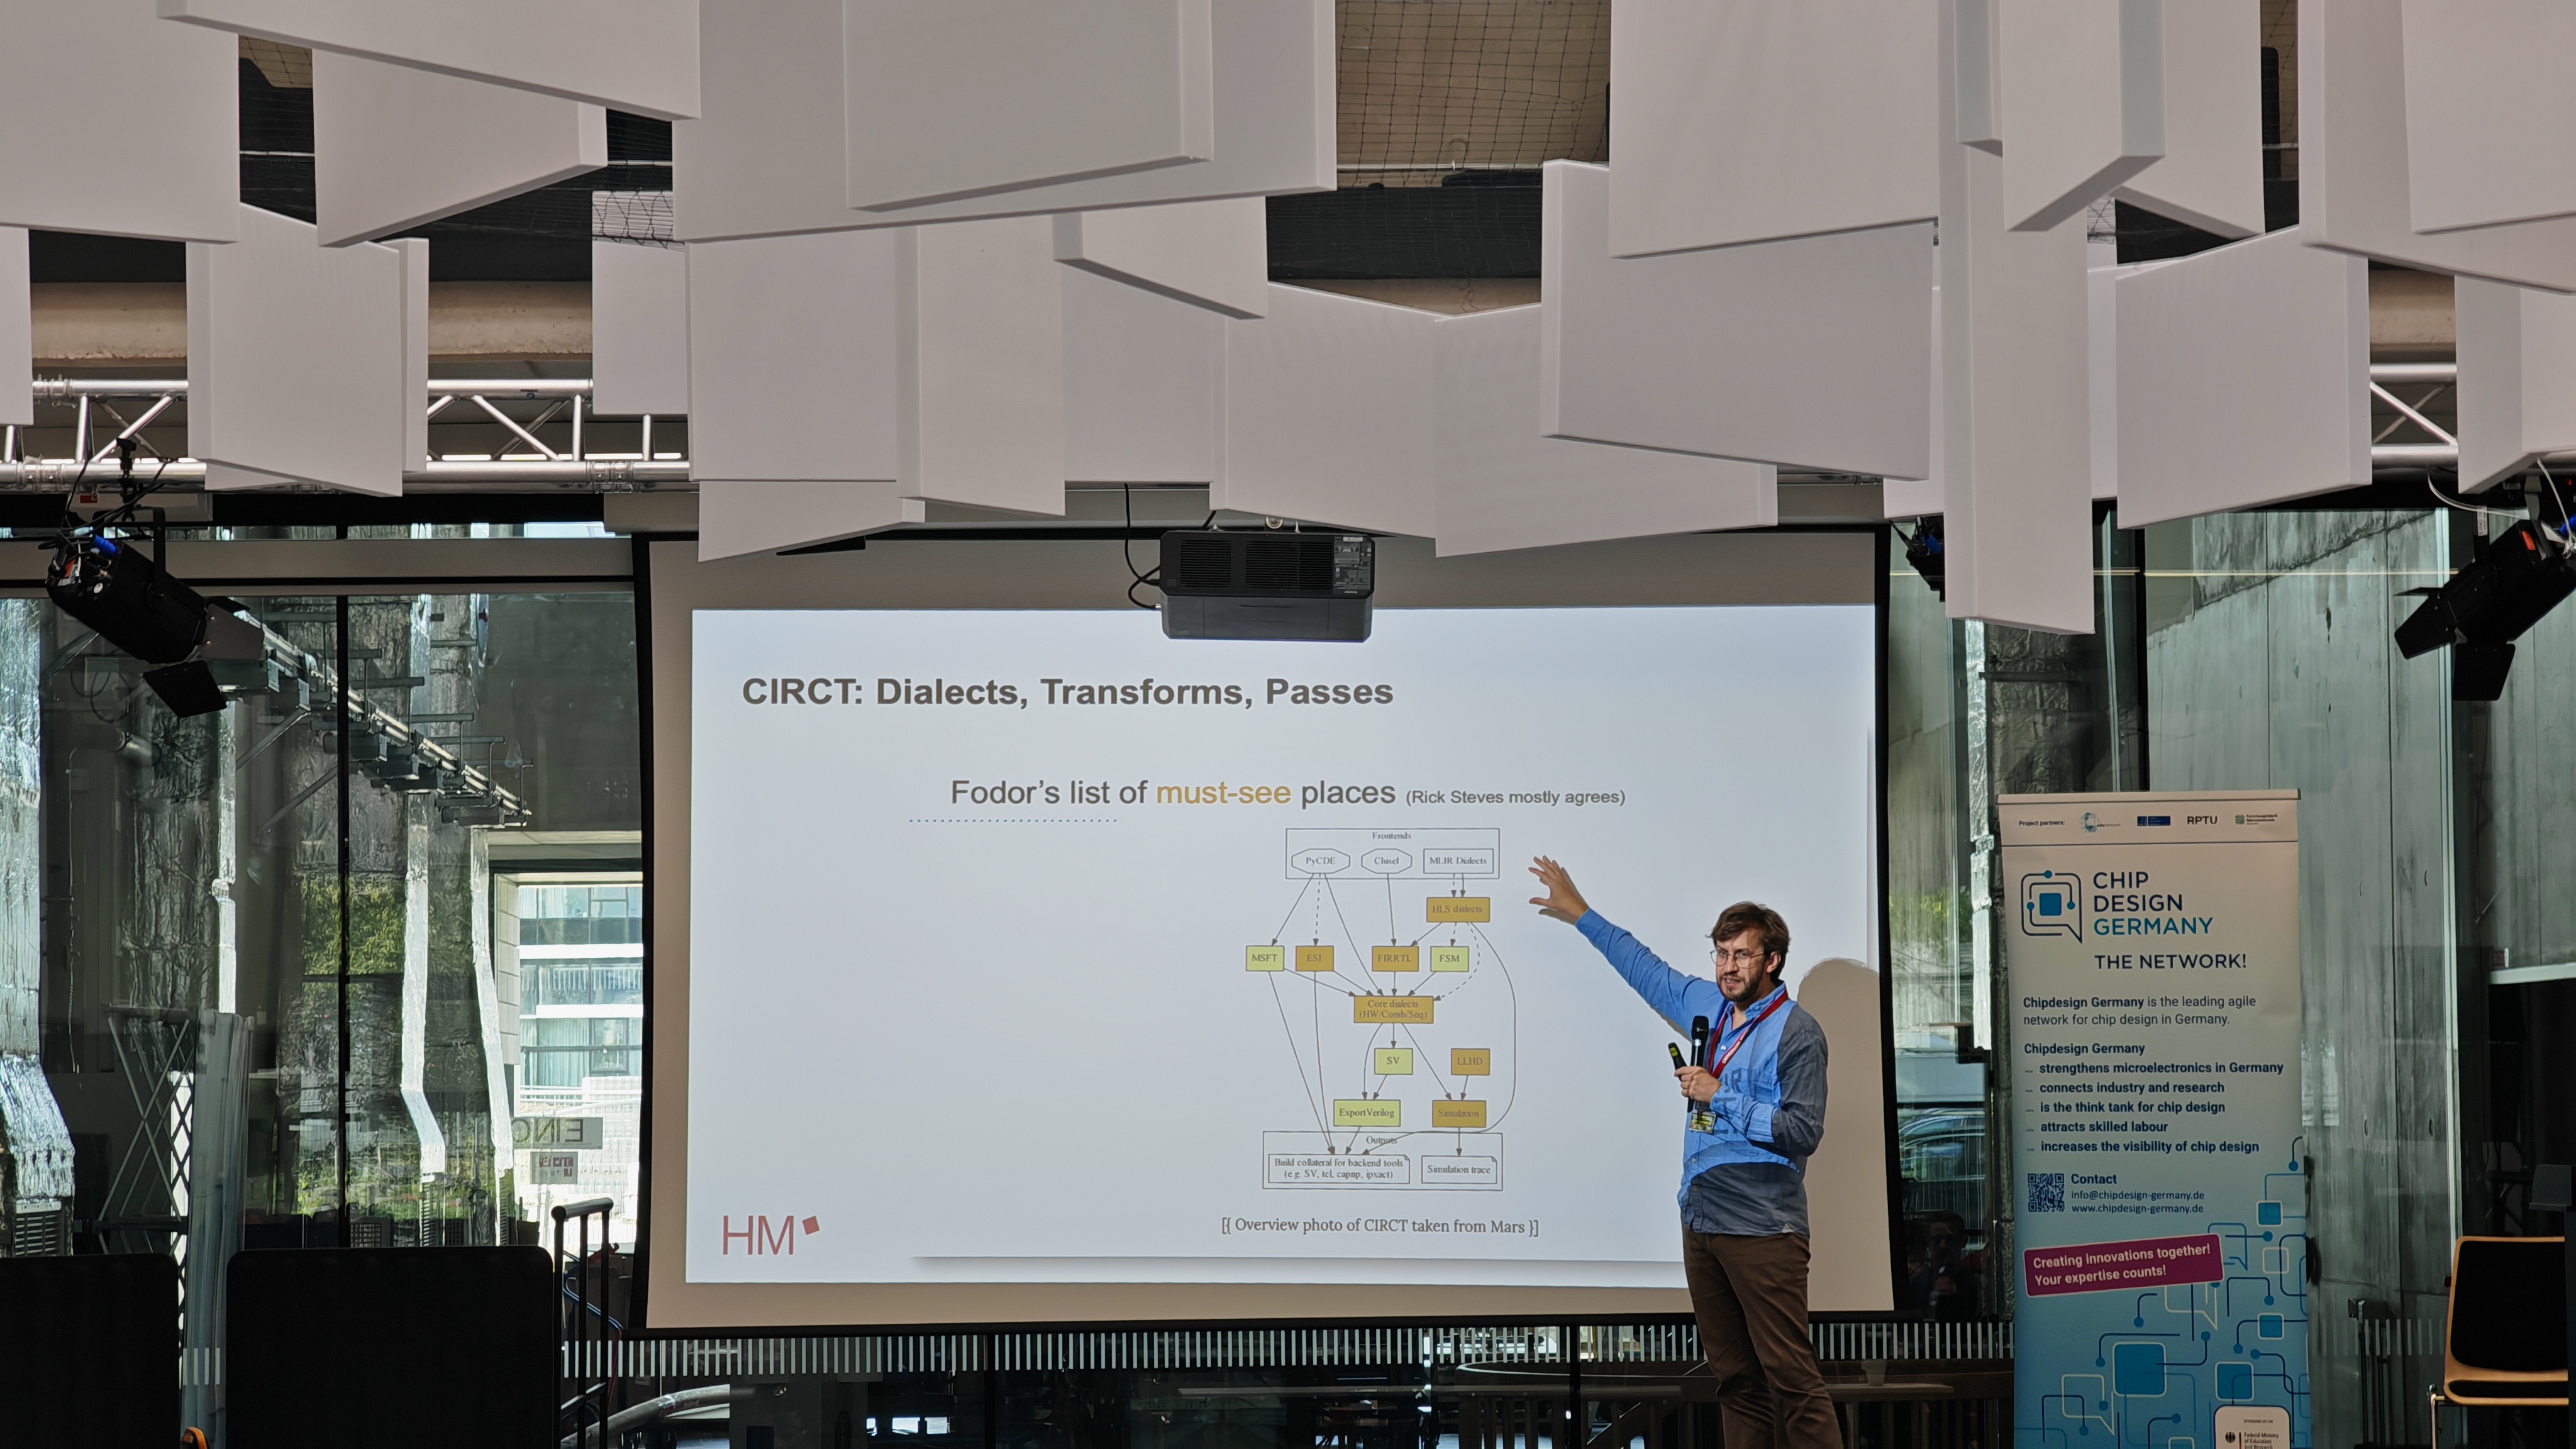 CIRCT: Dialects, Transforms, Passes
Fodor's list of must-see places (Rick Steves mostly agrees)
Frontends
PyCDE
Chisel
MLIR Dialects
HLS dialects
MSFT
ESI
FIRRTL
FSM
Core dialects
(HW/Comb/Seq)
SV
LLHD
ExportVerilog
Simulation
Outputs
Build collateral for backend tools
(e.g. SV, tcl, capnp, ipxact)
Simulation trace
[{ Overview photo of CIRCT taken from Mars }]
HM
EING
Project partners:
RPTU
CHIP
DESIGN
GERMANY
THE NETWORK!
Chipdesign Germany is the leading agile
network for chip design in Germany.
Chipdesign Germany
... strengthens microelectronics in Germany
... connects industry and research
... is the think tank for chip design
... attracts skilled labour
... increases the visibility of chip design
Contact
info@chipdesign-germany.de
www.chipdesign-germany.de
Creating innovations together!
Your expertise counts!
Federal Ministry
of Education